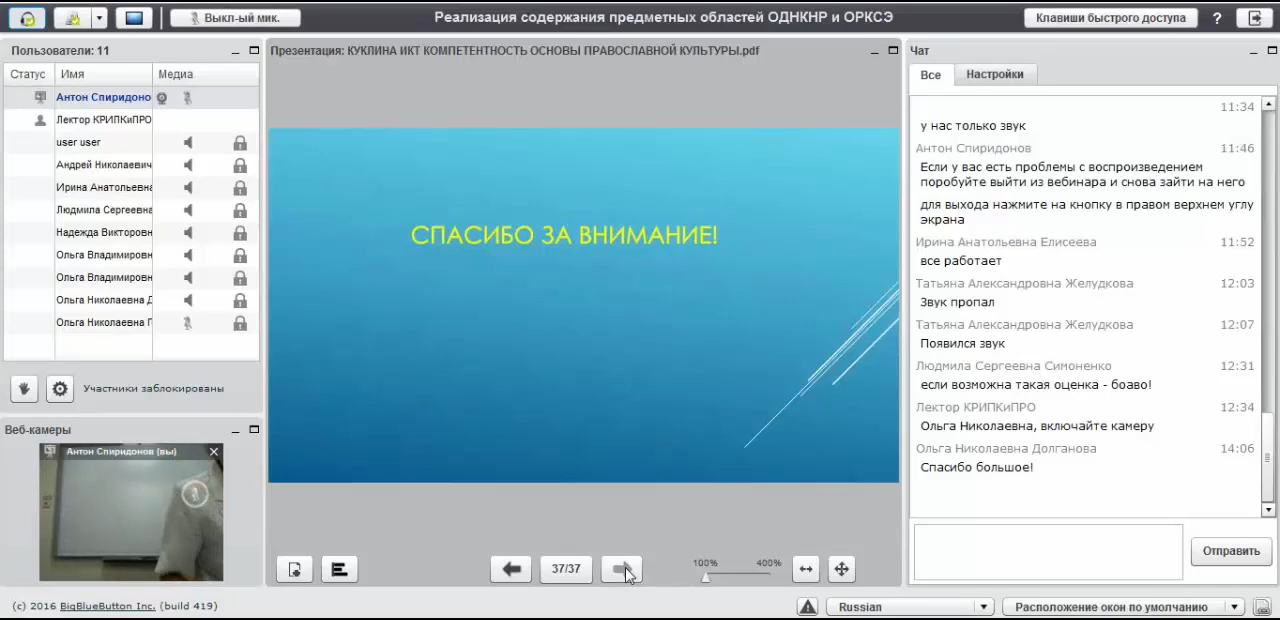 Выкл-ый мик.
Реализация содержания предметных областей ОДНКНР и ОРКСЭ
Клавиши быстрого доступа
?
Пользователи: 11
Статус Имя Медиа
Антон Спиридоно
Лектор КРИПКиПРО
user user
Андрей Николаевич
Ирина Анатольевна
Людмила Сергеевна
Надежда Викторовн
Ольга Владимировн
Ольга Владимировн
Ольга Николаевна Д
Ольга Николаевна Г
Участники заблокированы
Веб-камеры
Антон Спиридонов (вы)
Презентация: КУКЛИНА ИКТ КОМПЕТЕНТНОСТЬ ОСНОВЫ ПРАВОСЛАВНОЙ КУЛЬТУРЫ.pdf
СПАСИБО ЗА ВНИМАНИЕ!
37/37
100% 400%
Чат
Все Настройки
11:34
у нас только звук
Антон Спиридонов 11:46
Если у вас есть проблемы с воспроизведением
поробуйте выйти из вебинара и снова зайти на него
для выхода нажмите на кнопку в правом верхнем углу
экрана
Ирина Анатольевна Елисеева 11:52
все работает
Татьяна Александровна Желудкова 12:03
Звук пропал
Татьяна Александровна Желудкова 12:07
Появился звук
Людмила Сергеевна Симоненко 12:31
если возможна такая оценка - боаво!
Лектор КРИПКиПРО 12:34
Ольга Николаевна, включайте камеру
Ольга Николаевна Долганова 14:06
Спасибо большое!
Отправить
(c) 2016 BigBlueButton Inc. (build 419)
Russian
Расположение окон по умолчанию